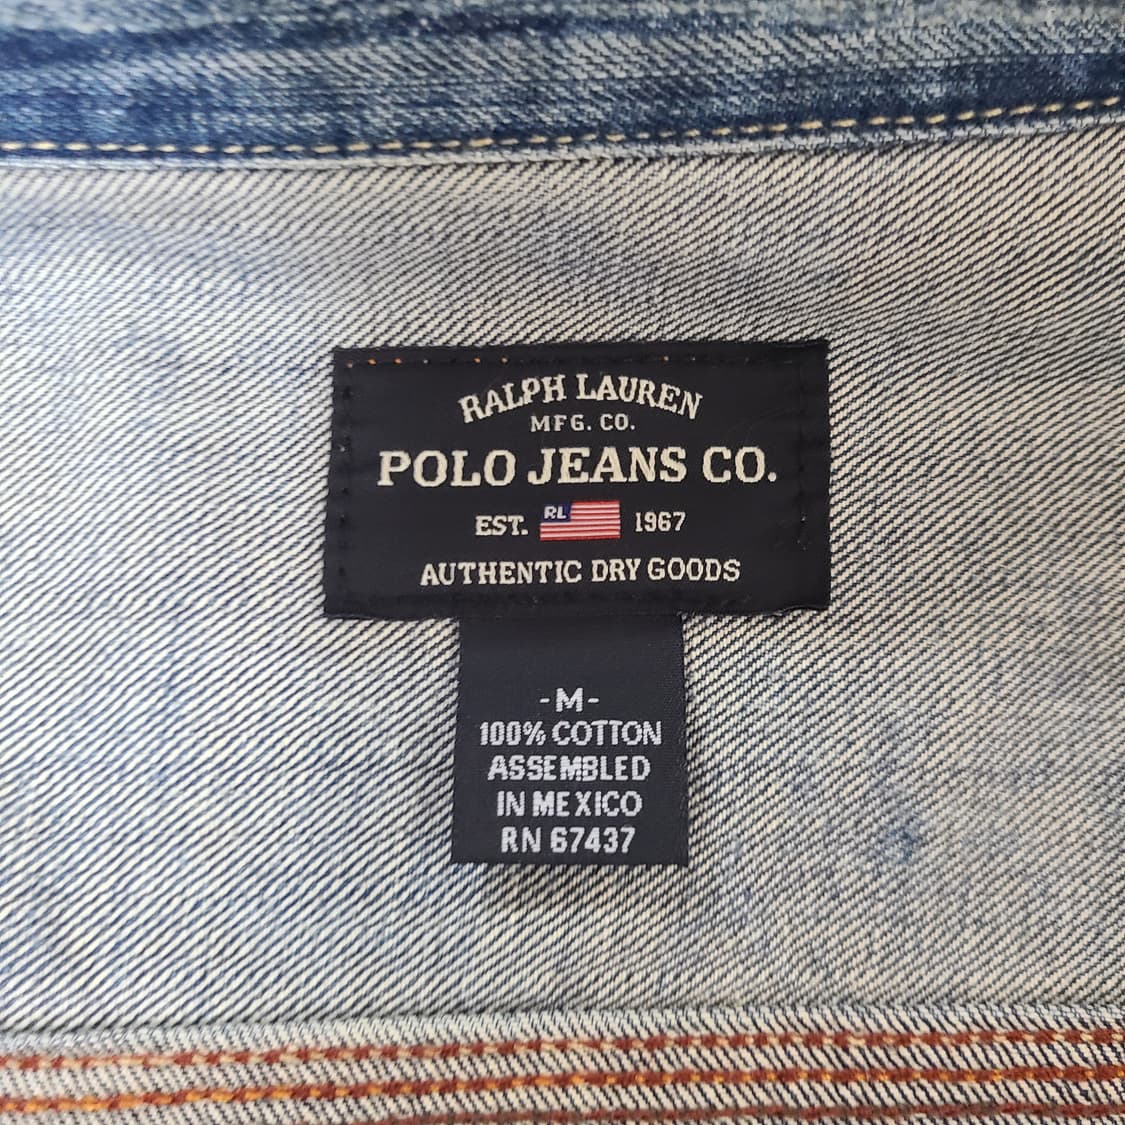 RALPH LAUREN
MFG. CO.
POLO JEANS CO.
EST. RL 1967
AUTHENTIC DRY GOODS
-M-
100% COTTON
ASSEMBLED
IN MEXICO
RN 67437